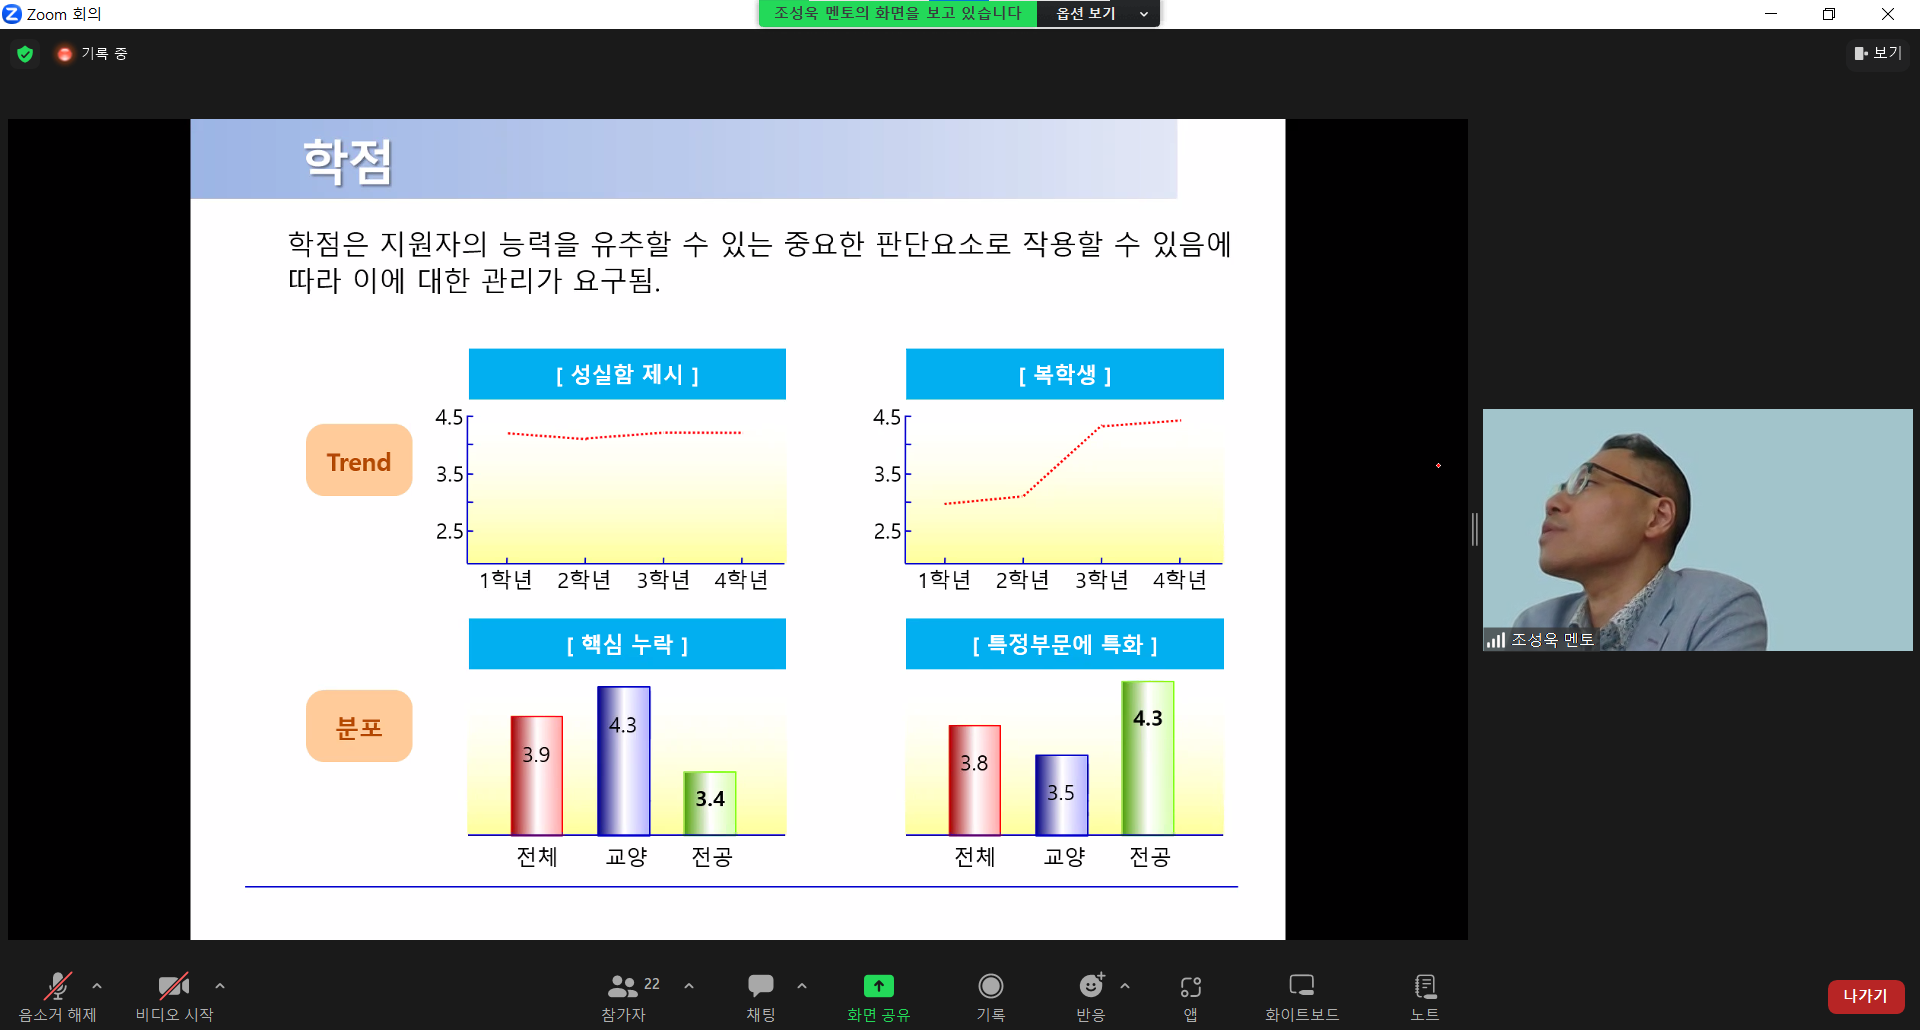 Zoom 회의
조성욱 멘토의 화면을 보고 있습니다
옵션 보기
기록 중
보기
학점
학점은 지원자의 능력을 유추할 수 있는 중요한 판단요소로 작용할 수 있음에
따라 이에 대한 관리가 요구됨.
[ 성실함 제시 ]
[ 복학생 ]
Trend
4.5
3.5
2.5
1학년 2학년 3학년 4학년
4.5
3.5
2.5
1학년 2학년 3학년 4학년
[ 핵심 누락 ]
[ 특정부문에 특화 ]
분포
3.9
4.3
3.4
전체 교양 전공
3.8
3.5
4.3
전체 교양 전공
조성욱 멘토
음소거 해제
비디오 시작
22
참가자
채팅
화면 공유
기록
반응
앱
화이트보드
노트
나가기